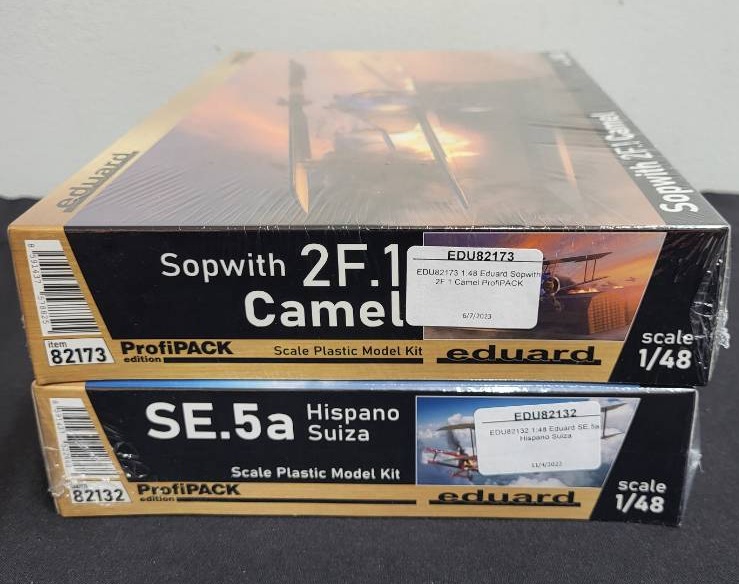 eduard
Sopwith 2F.1 Camel
Sopwith 2F.1
Camel
EDU82173
EDU82173 1:48 Eduard Sopwith
2F.1 Camel ProfiPACK
6/7/2023
item
82173
ProfiPACK
edition
Scale Plastic Model Kit
eduard
scale
1/48
SE.5a Hispano
Suiza
EDU82132
EDU82132 1:48 Eduard SE.5a
Hispano Suiza
Scale Plastic Model Kit
82132
ProfiPACK
edition
eduard
scale
1/48